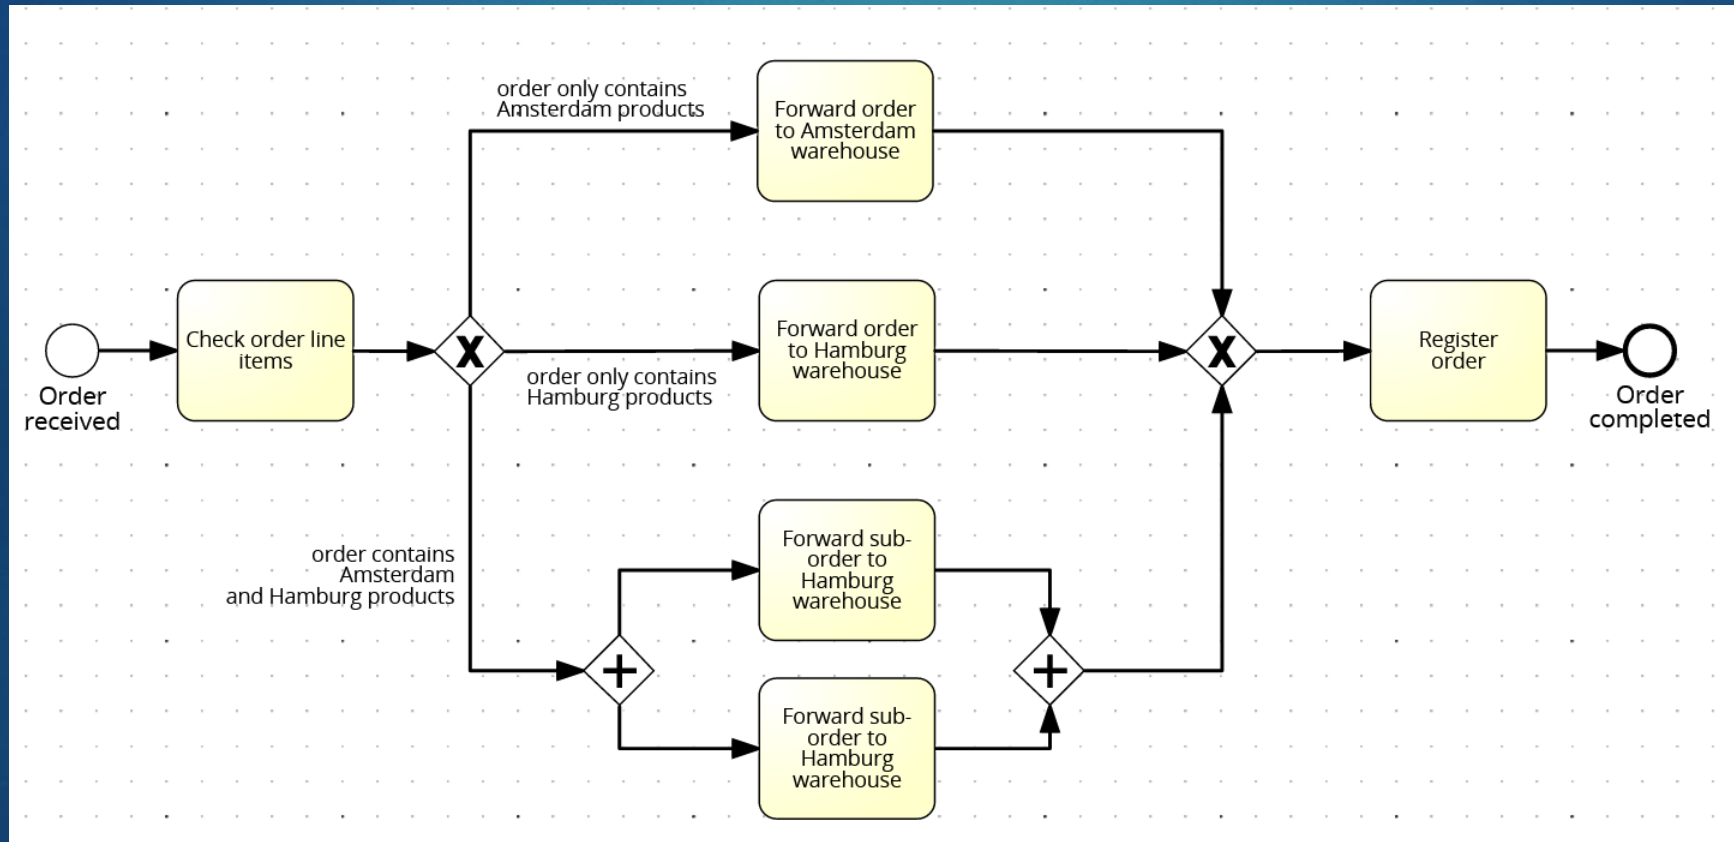 order only contains
Amsterdam products
Forward order
to Amsterdam
warehouse
Order
received
Check order line
items
X
order only contains
Hamburg products
Forward order
to Hamburg
warehouse
X
Register
order
Order
completed
order contains
Amsterdam
and Hamburg products
+
Forward sub-
order to
Hamburg
warehouse
+
Forward sub-
order to
Hamburg
warehouse